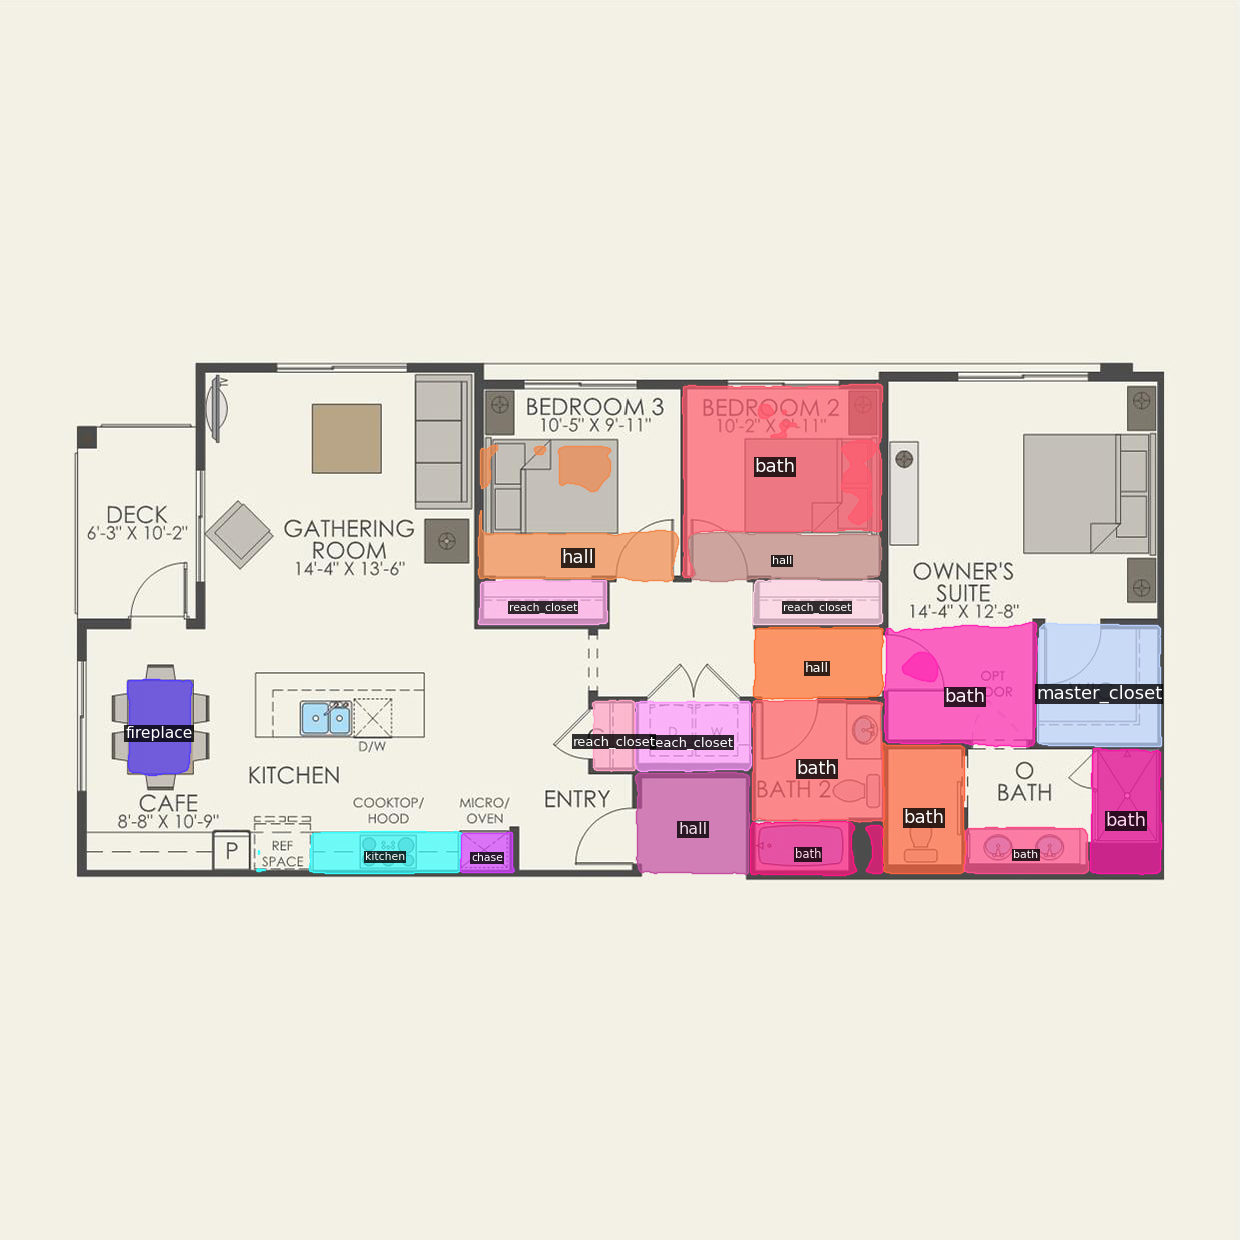 BEDROOM 3
10'-5" X 9'-11"
BEDROOM 2
10'-2" X 9'-11"
bath
DECK
6'-3" X 10'-2"
GATHERING
ROOM
14'-4" X 13'-6"
hall
hall
OWNER'S
SUITE
14'-4" X 12'-8"
reach_closet
reach_closet
hall
OPT
bath
master_closet
fireplace
D/W
reach_closet
reach_closet
D
W
KITCHEN
bath
BATH 2
CAFE
8'-8" X 10'-9"
COOKTOP/
HOOD
MICRO/
OVEN
ENTRY
BATH
hall
bath
bath
P
REF
SPACE
kitchen
chase
bath
bath